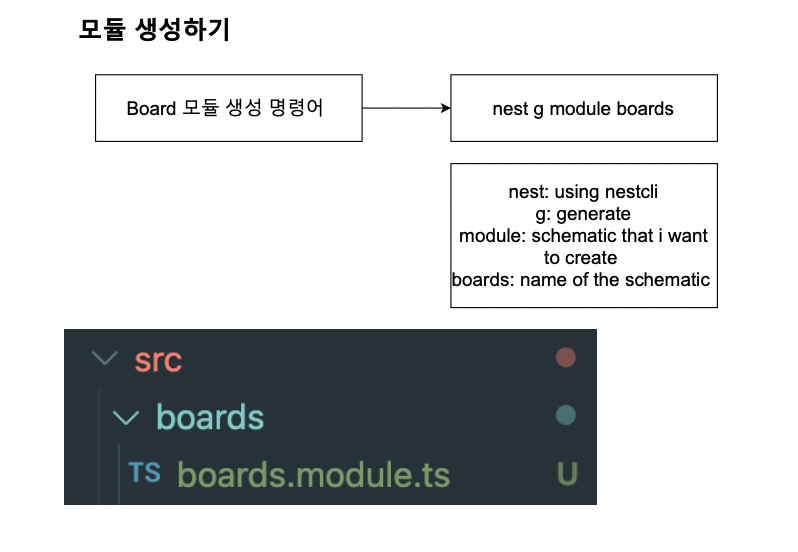 모듈 생성하기
Board 모듈 생성 명령어
nest g module boards
nest: using nestcli
g: generate
module: schematic that i want
to create
boards: name of the schematic
src
boards
TS boards.module.ts U